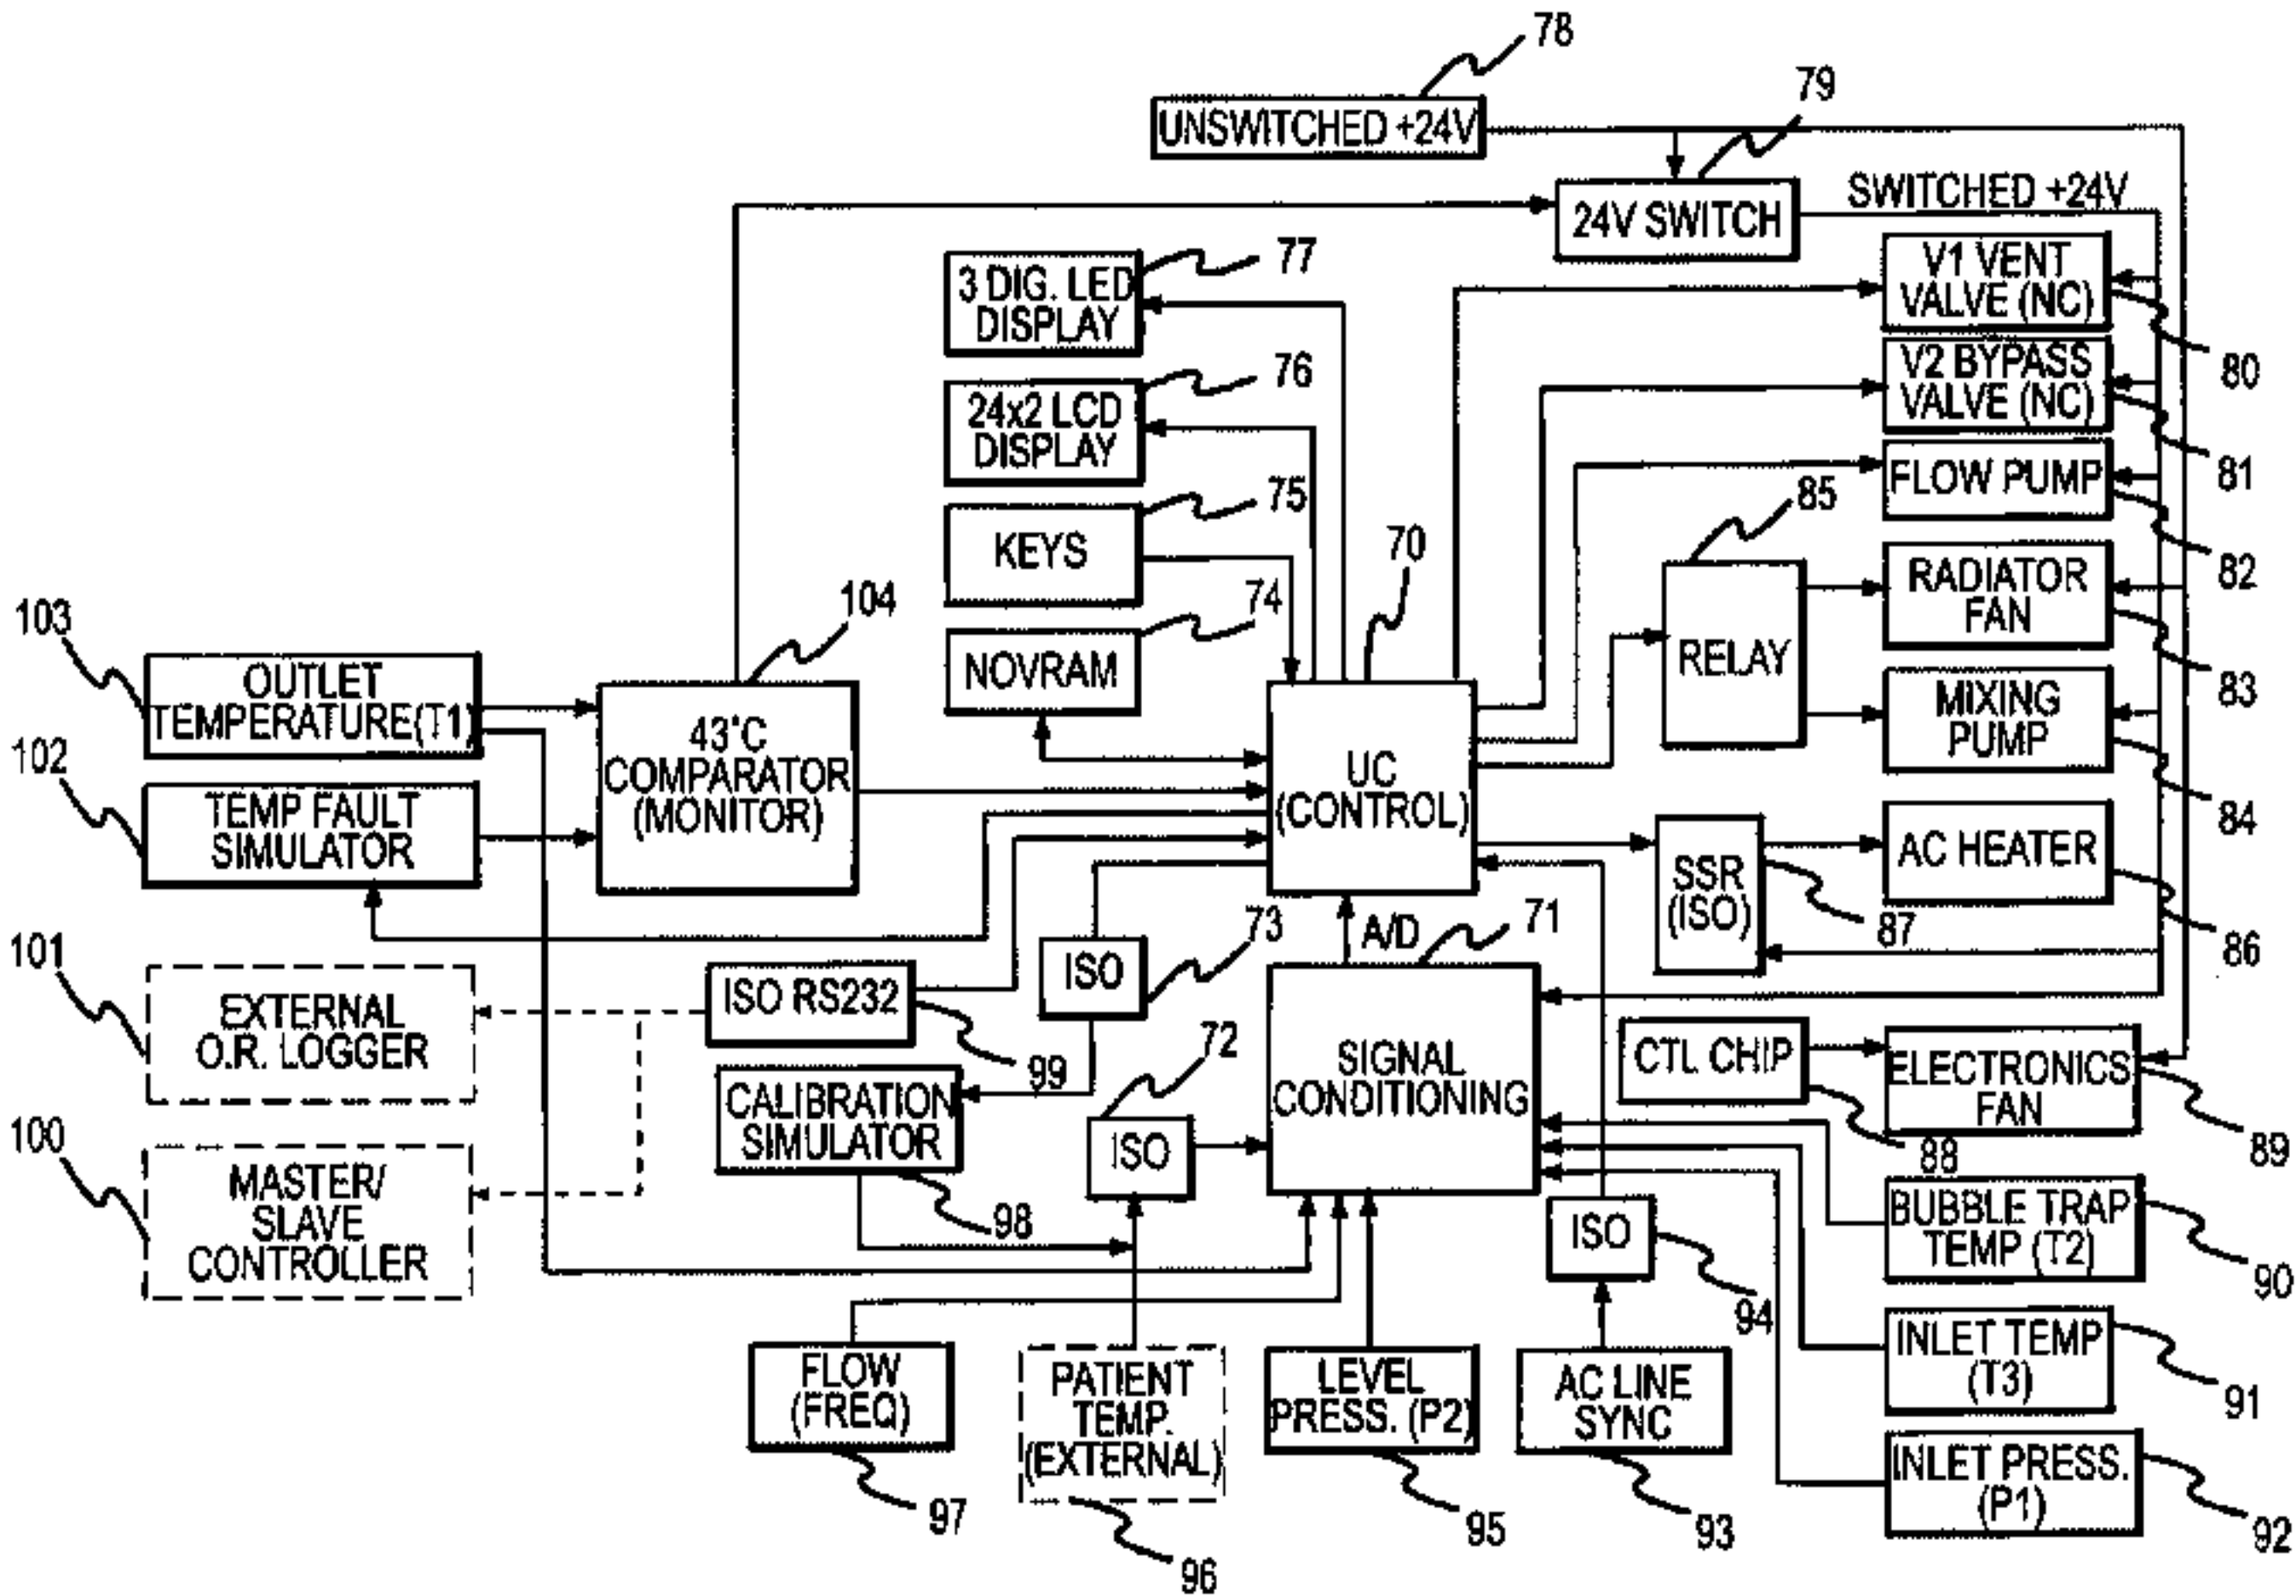 78
UNSWITCHED +24V
79
24V SWITCH
SWITCHED +24V
77
3 DIG. LED
DISPLAY
V1 VENT
VALVE (NC)
80
76
24x2 LCD
DISPLAY
V2 BYPASS
VALVE (NC)
81
75
KEYS
FLOW PUMP
82
85
RELAY
RADIATOR
FAN
83
70
74
NOVRAM
104
103
OUTLET
TEMPERATURE(T1)
43°C
COMPARATOR
(MONITOR)
UC
(CONTROL)
MIXING
PUMP
84
102
TEMP FAULT
SIMULATOR
SSR
(ISO)
87
AC HEATER
86
A/D
71
73
ISO
101
EXTERNAL
O.R. LOGGER
ISO RS232
99
72
ISO
SIGNAL
CONDITIONING
CTL CHIP
88
ELECTRONICS
FAN
89
CALIBRATION
SIMULATOR
98
100
MASTER/
SLAVE
CONTROLLER
ISO
94
BUBBLE TRAP
TEMP (T2)
90
FLOW
(FREQ)
97
PATIENT
TEMP.
(EXTERNAL)
96
LEVEL
PRESS. (P2)
95
AC LINE
SYNC
93
INLET TEMP
(T3)
91
INLET PRESS.
(P1)
92